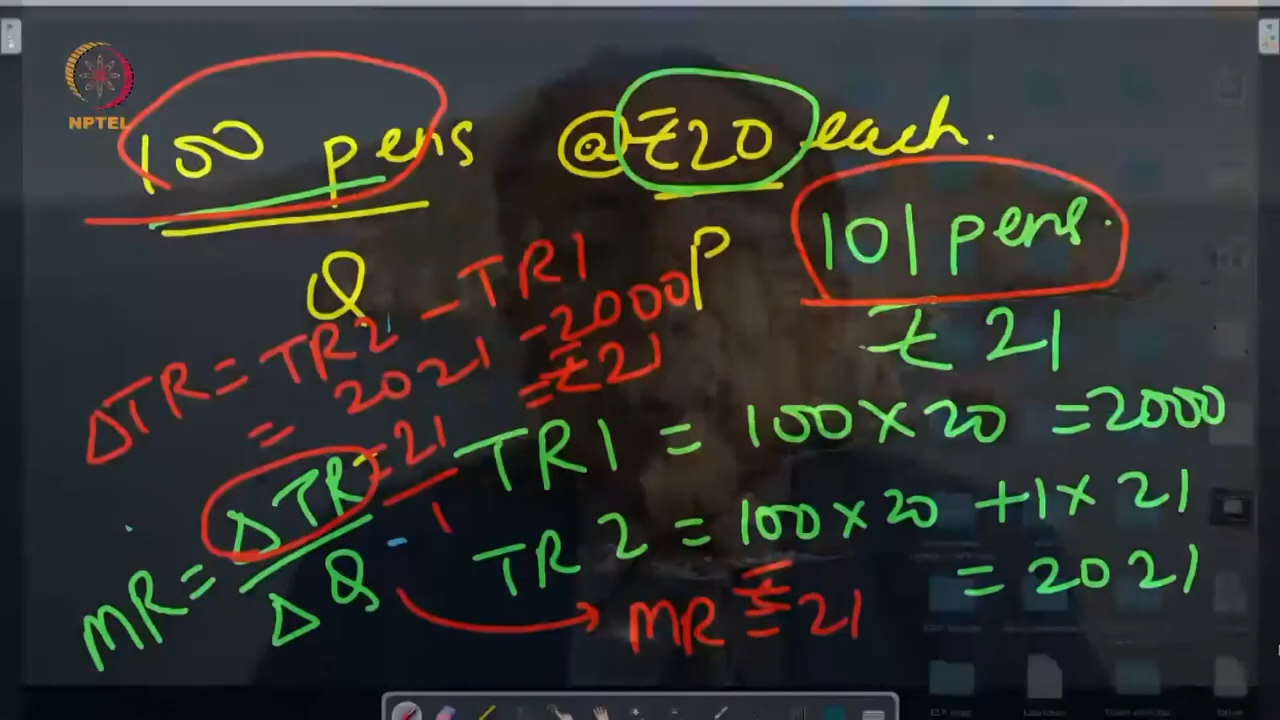 NPTEL
100 pens @ ₹20 each.
Q P
101 pens.
₹ 21
ΔTR = TR2 - TR1
= 2021 - 2000
= ₹21
TR1 = 100 × 20 = 2000
TR2 = 100 × 20 + 1 × 21
= 2021
MR = ΔTR / ΔQ = 21 / 1
MR = ₹21